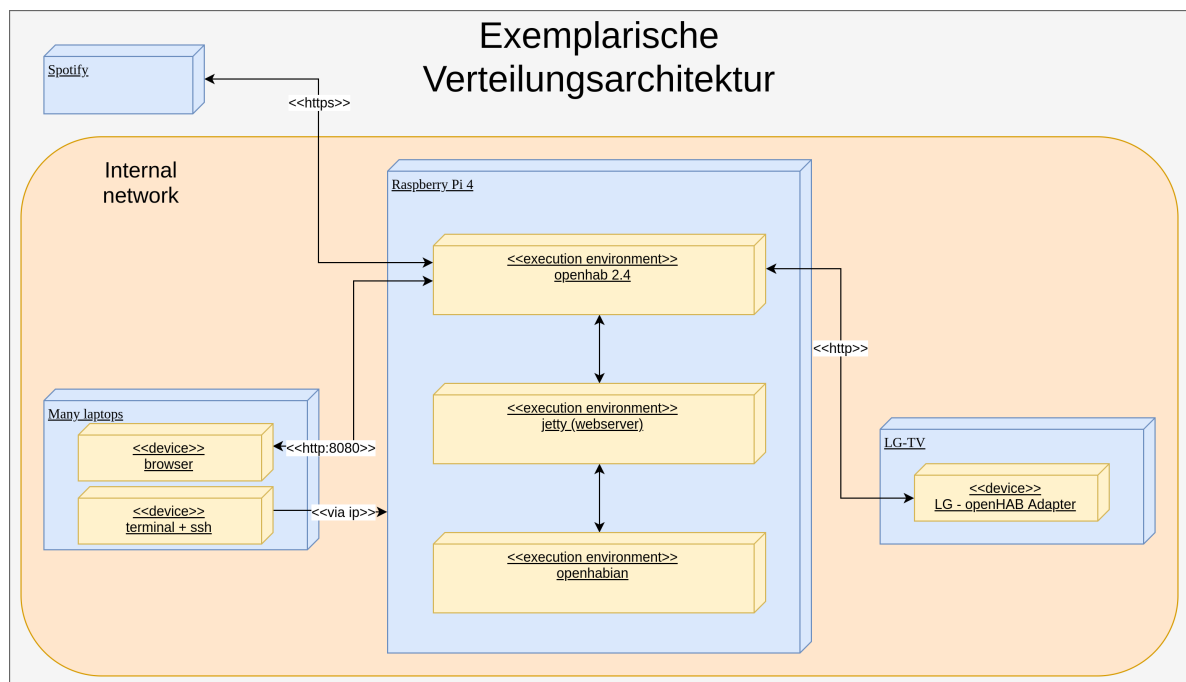 Exemplarische
Verteilungsarchitektur
Spotify
<<https>>
Internal
network
Raspberry Pi 4
<<execution environment>>
openhab 2.4
<<http>>
<<execution environment>>
jetty (webserver)
Many laptops
<<device>>
browser
<<http:8080>>
<<device>>
terminal + ssh
<<via ip>>
LG-TV
<<device>>
LG - openHAB Adapter
<<execution environment>>
openhabian